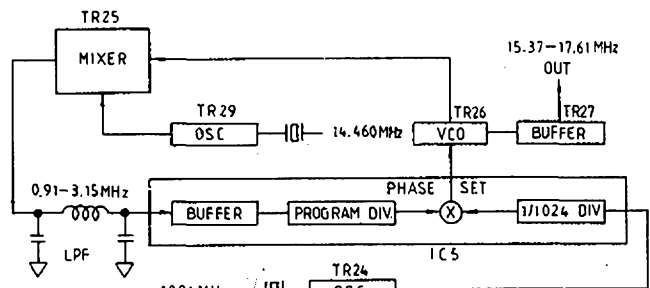 TR25
MIXER
15.37-17.61MHz
OUT
TR29
OSC
14.460MHz
TR26
VCO
TR27
BUFFER
0.91-3.15MHz
PHASE SET
BUFFER
PROGRAM DIV.
X
1/1024 DIV
LPF
IC5
TR24